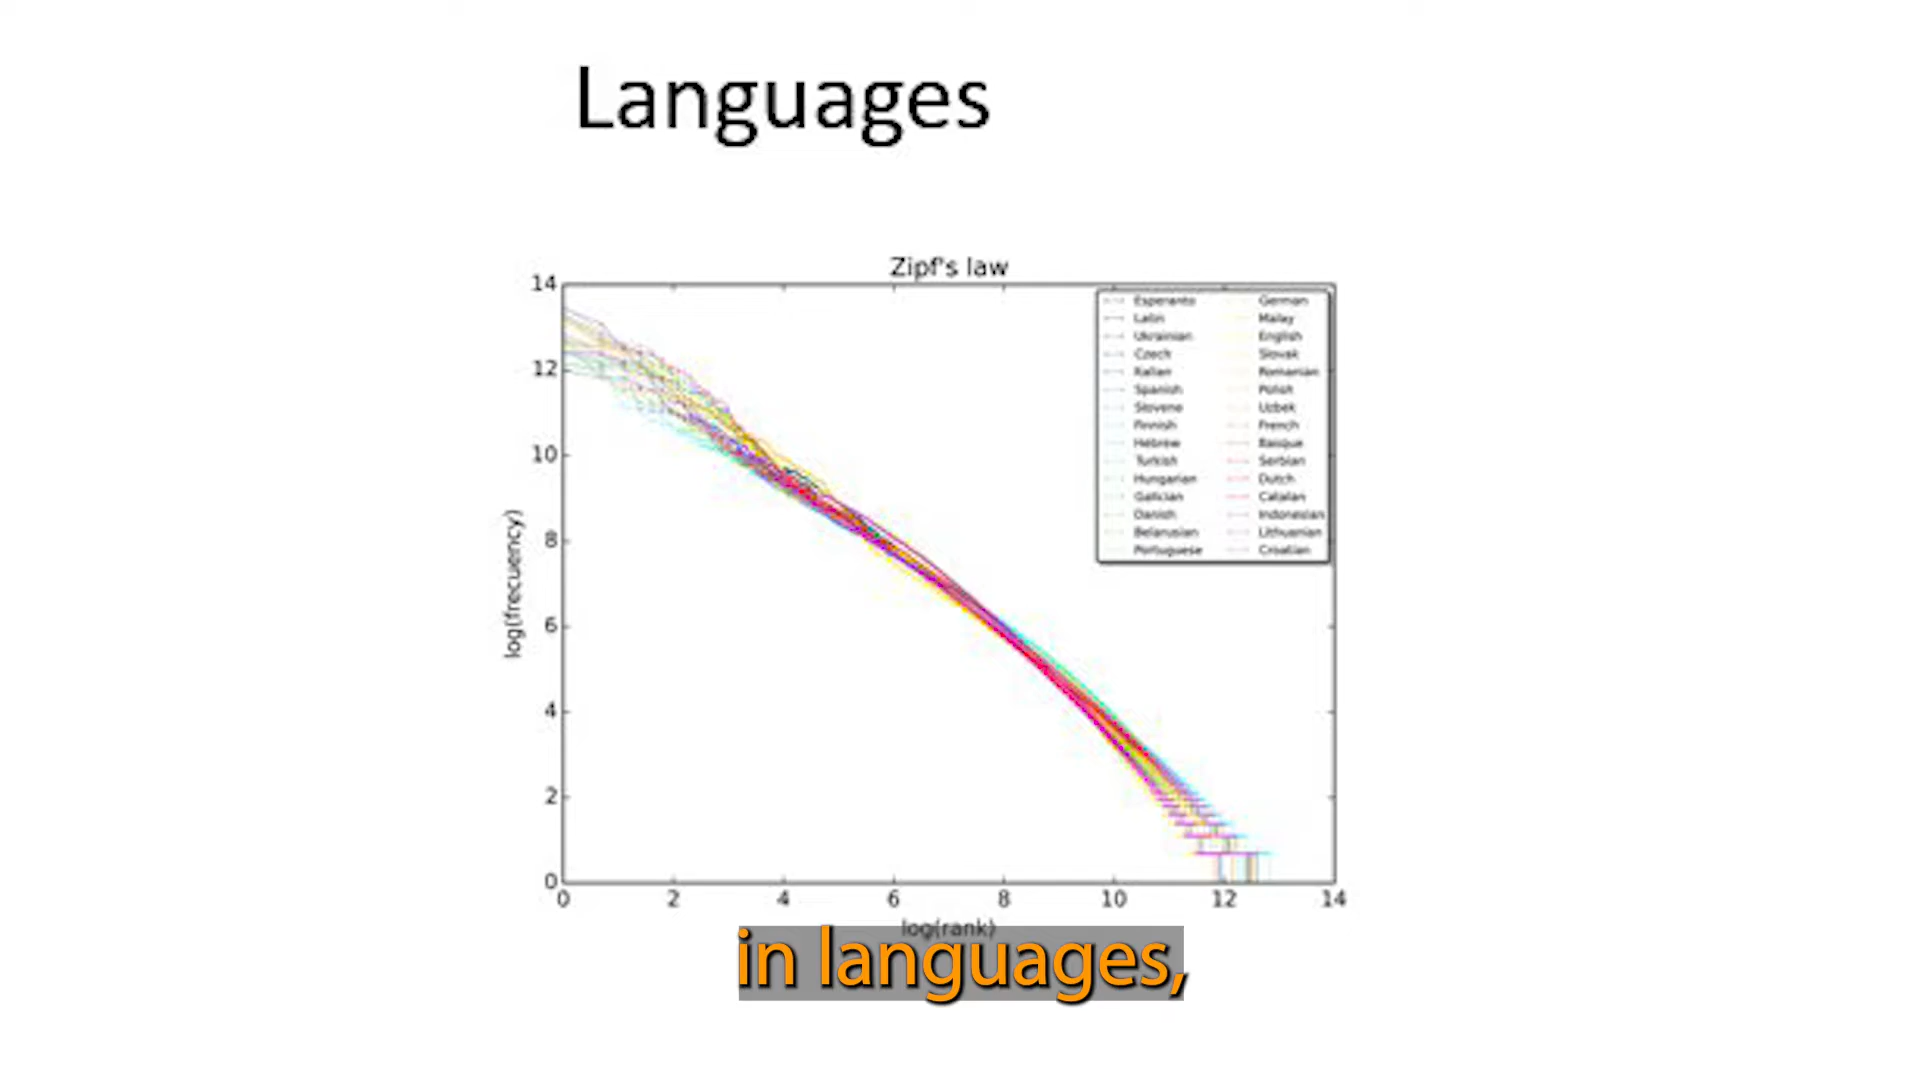 Languages
Zipf's law
14
12
10
8
6
4
2
0
log(frecuency)
Esperanto
Latin
Ukrainian
Czech
Italian
Spanish
Slovene
Finnish
Hebrew
Turkish
Hungarian
Galician
Danish
Belarusian
Portuguese
German
Malay
English
Slovak
Romanian
Polish
Uzbek
French
Basque
Serbian
Dutch
Catalan
Indonesian
Lithuanian
Croatian
0 2 4 6 8 10 12 14
log(rank)
in languages,